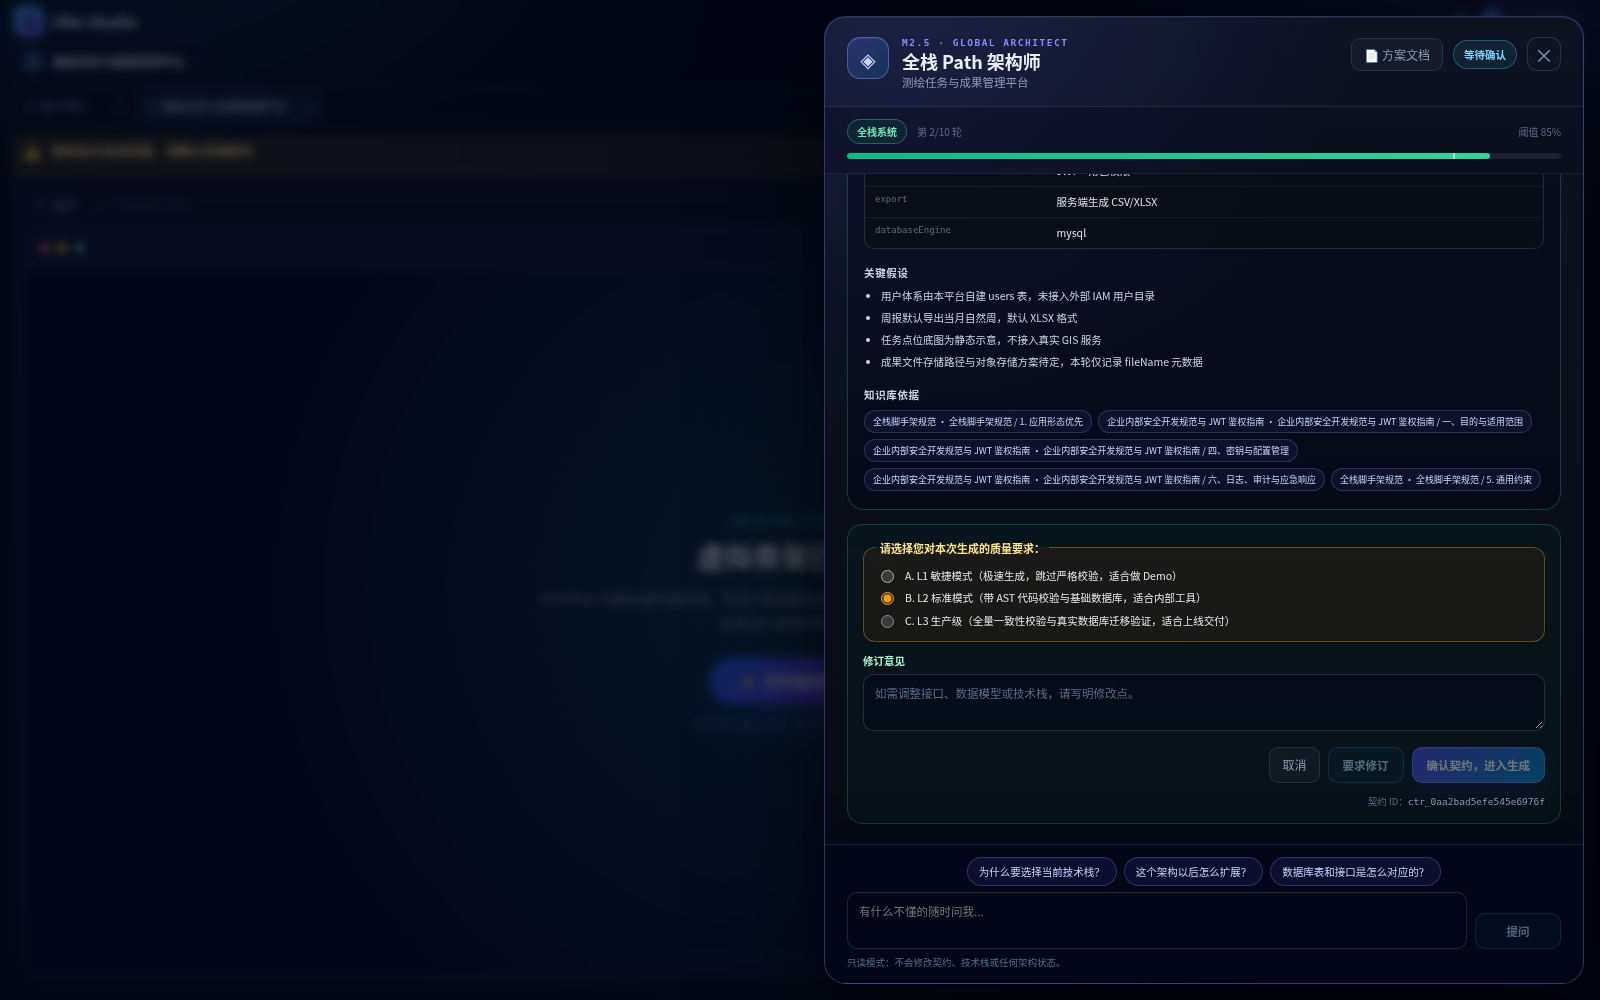 M2.5 · GLOBAL ARCHITECT
全栈 Path 架构师
测绘任务与成果管理平台
方案文档
等待确认
全栈系统
第 2/10 轮
阈值 85%
export
服务端生成 CSV/XLSX
databaseEngine
mysql
关键假设
用户体系由本平台自建 users 表，未接入外部 IAM 用户目录
周报默认导出当月自然周，默认 XLSX 格式
任务点位底图为静态示意，不接入真实 GIS 服务
成果文件存储路径与对象存储方案待定，本轮仅记录 fileName 元数据
知识库依据
全栈脚手架规范 · 全栈脚手架规范 / 1. 应用形态优先
企业内部安全开发规范与 JWT 鉴权指南 · 企业内部安全开发规范与 JWT 鉴权指南 / 一、目的与适用范围
企业内部安全开发规范与 JWT 鉴权指南 · 企业内部安全开发规范与 JWT 鉴权指南 / 四、密钥与配置管理
企业内部安全开发规范与 JWT 鉴权指南 · 企业内部安全开发规范与 JWT 鉴权指南 / 六、日志、审计与应急响应
全栈脚手架规范 · 全栈脚手架规范 / 5. 通用约束
请选择您对本次生成的质量要求：
A. L1 敏捷模式（极速生成，跳过严格校验，适合做 Demo）
B. L2 标准模式（带 AST 代码校验与基础数据库，适合内部工具）
C. L3 生产级（全量一致性校验与真实数据库迁移验证，适合上线交付）
修订意见
如需调整接口、数据模型或技术栈，请写明修改点。
取消
要求修订
确认契约，进入生成
契约 ID：ctr_0aa2bad5efe545e6976f
为什么要选择当前技术栈？
这个架构以后怎么扩展？
数据库表和接口是怎么对应的？
有什么不懂的随时问我...
提问
只读模式：不会修改契约、技术栈或任何架构状态。